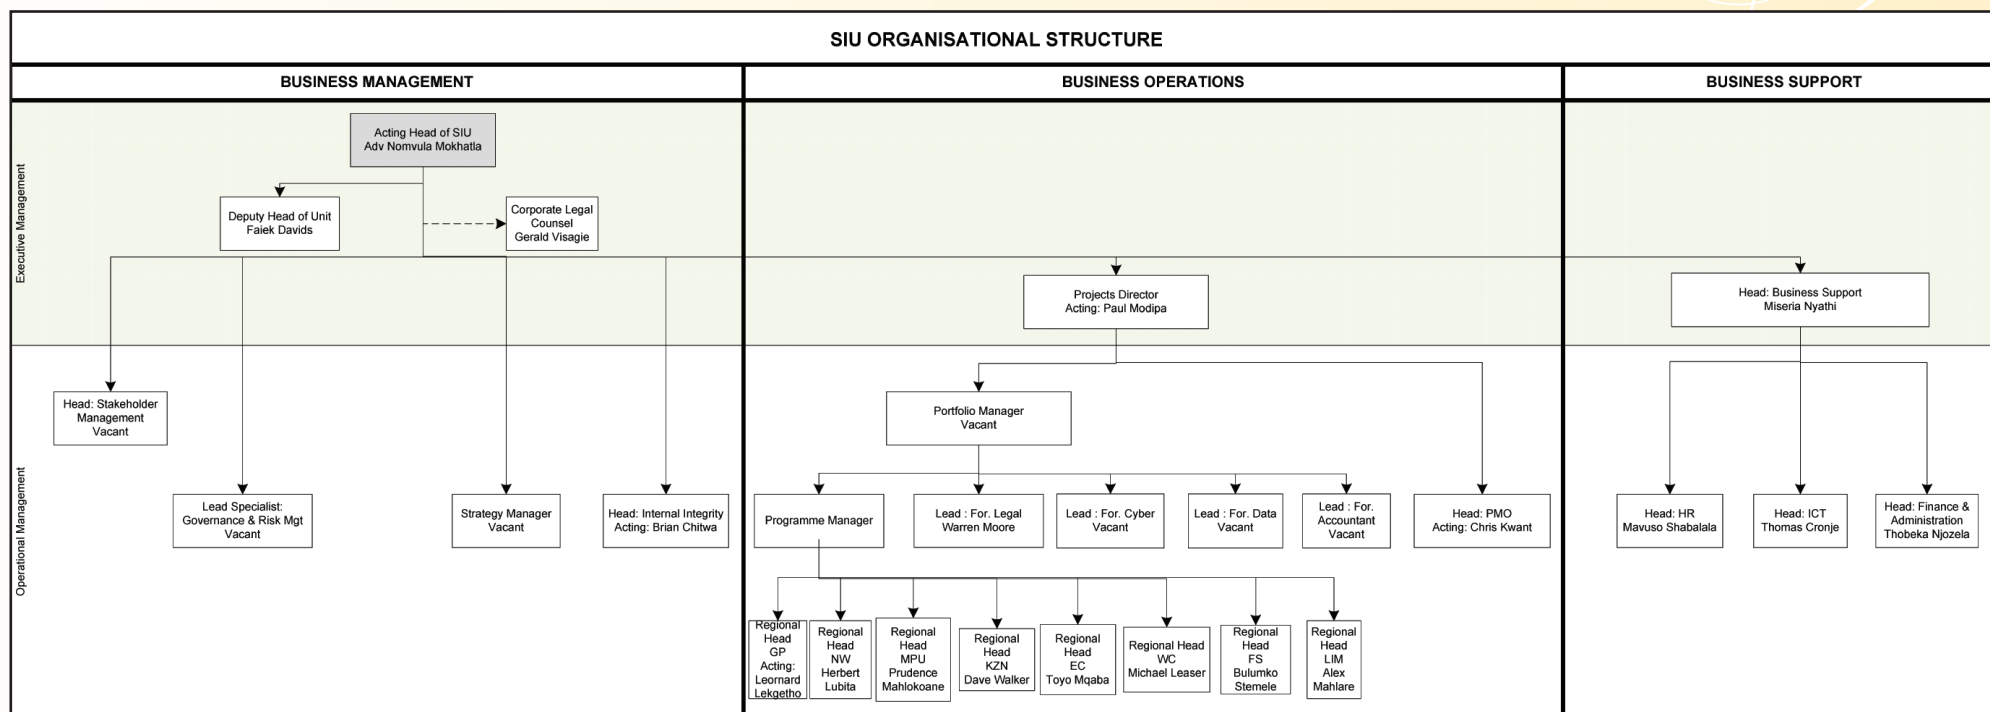 SIU ORGANISATIONAL STRUCTURE
BUSINESS MANAGEMENT
BUSINESS OPERATIONS
BUSINESS SUPPORT
Executive Management
Acting Head of SIU
Adv Nomvula Mokhatla
Deputy Head of Unit
Faiek Davids
Corporate Legal
Counsel
Gerald Visagie
Projects Director
Acting: Paul Modipa
Head: Business Support
Miseria Nyathi
Operational Management
Head: Stakeholder
Management
Vacant
Lead Specialist:
Governance & Risk Mgt
Vacant
Strategy Manager
Vacant
Head: Internal Integrity
Acting: Brian Chitwa
Portfolio Manager
Vacant
Programme Manager
Lead : For. Legal
Warren Moore
Lead : For. Cyber
Vacant
Lead : For. Data
Vacant
Lead : For.
Accountant
Vacant
Head: PMO
Acting: Chris Kwant
Head: HR
Mavuso Shabalala
Head: ICT
Thomas Cronje
Head: Finance &
Administration
Thobeka Njozela
Regional
Head
GP
Acting:
Leornard
Lekgetho
Regional
Head
NW
Herbert
Lubita
Regional
Head
MPU
Prudence
Mahlokoane
Regional
Head
KZN
Dave Walker
Regional
Head
EC
Toyo Mqaba
Regional Head
WC
Michael Leaser
Regional
Head
FS
Bulumko
Stemele
Regional
Head
LIM
Alex
Mahlare